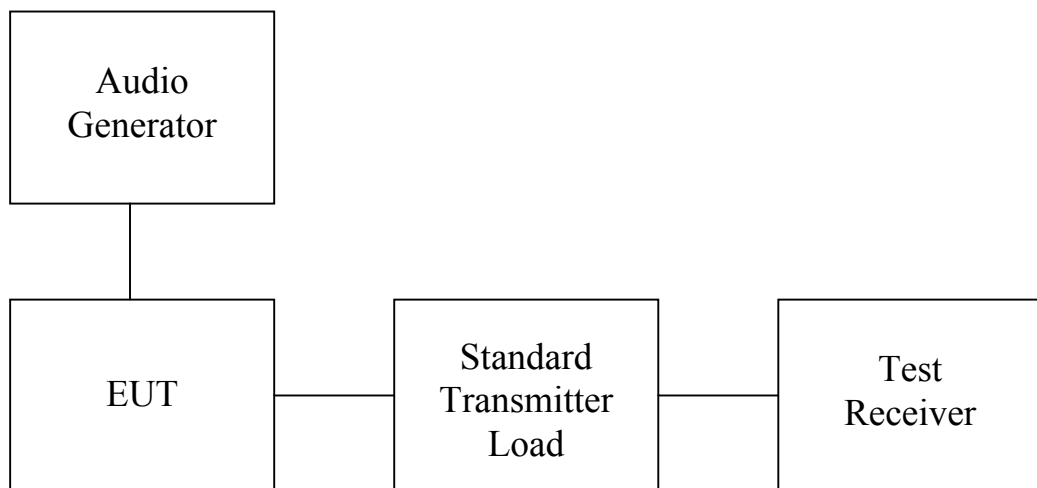 Audio
Generator
EUT
Standard
Transmitter
Load
Test
Receiver